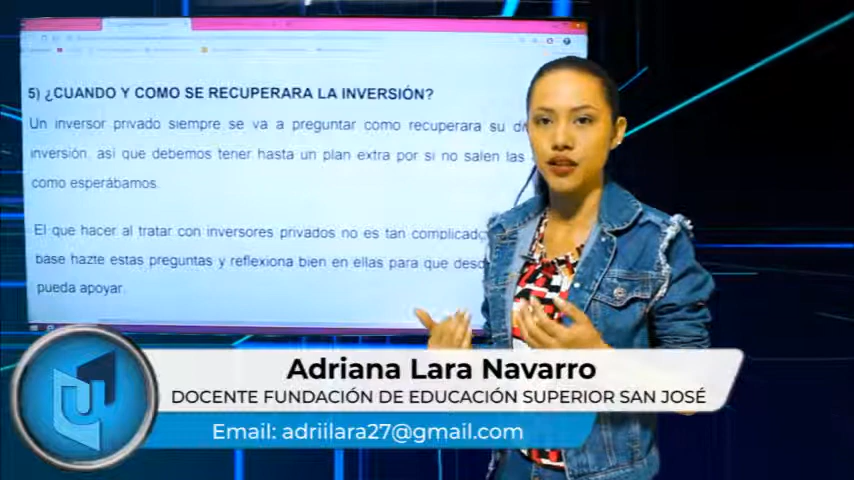 5) ¿CUANDO Y COMO SE RECUPERARA LA INVERSIÓN?
Un inversor privado siempre se va a preguntar como recuperara su
inversión, así que debemos tener hasta un plan extra por si no salen las
como esperábamos.
El que hacer al tratar con inversores privados no es tan complicado
base hazte estas preguntas y reflexiona bien en ellas para que
pueda apoyar.
Adriana Lara Navarro
DOCENTE FUNDACIÓN DE EDUCACIÓN SUPERIOR SAN JOSÉ
Email: adriilara27@gmail.com